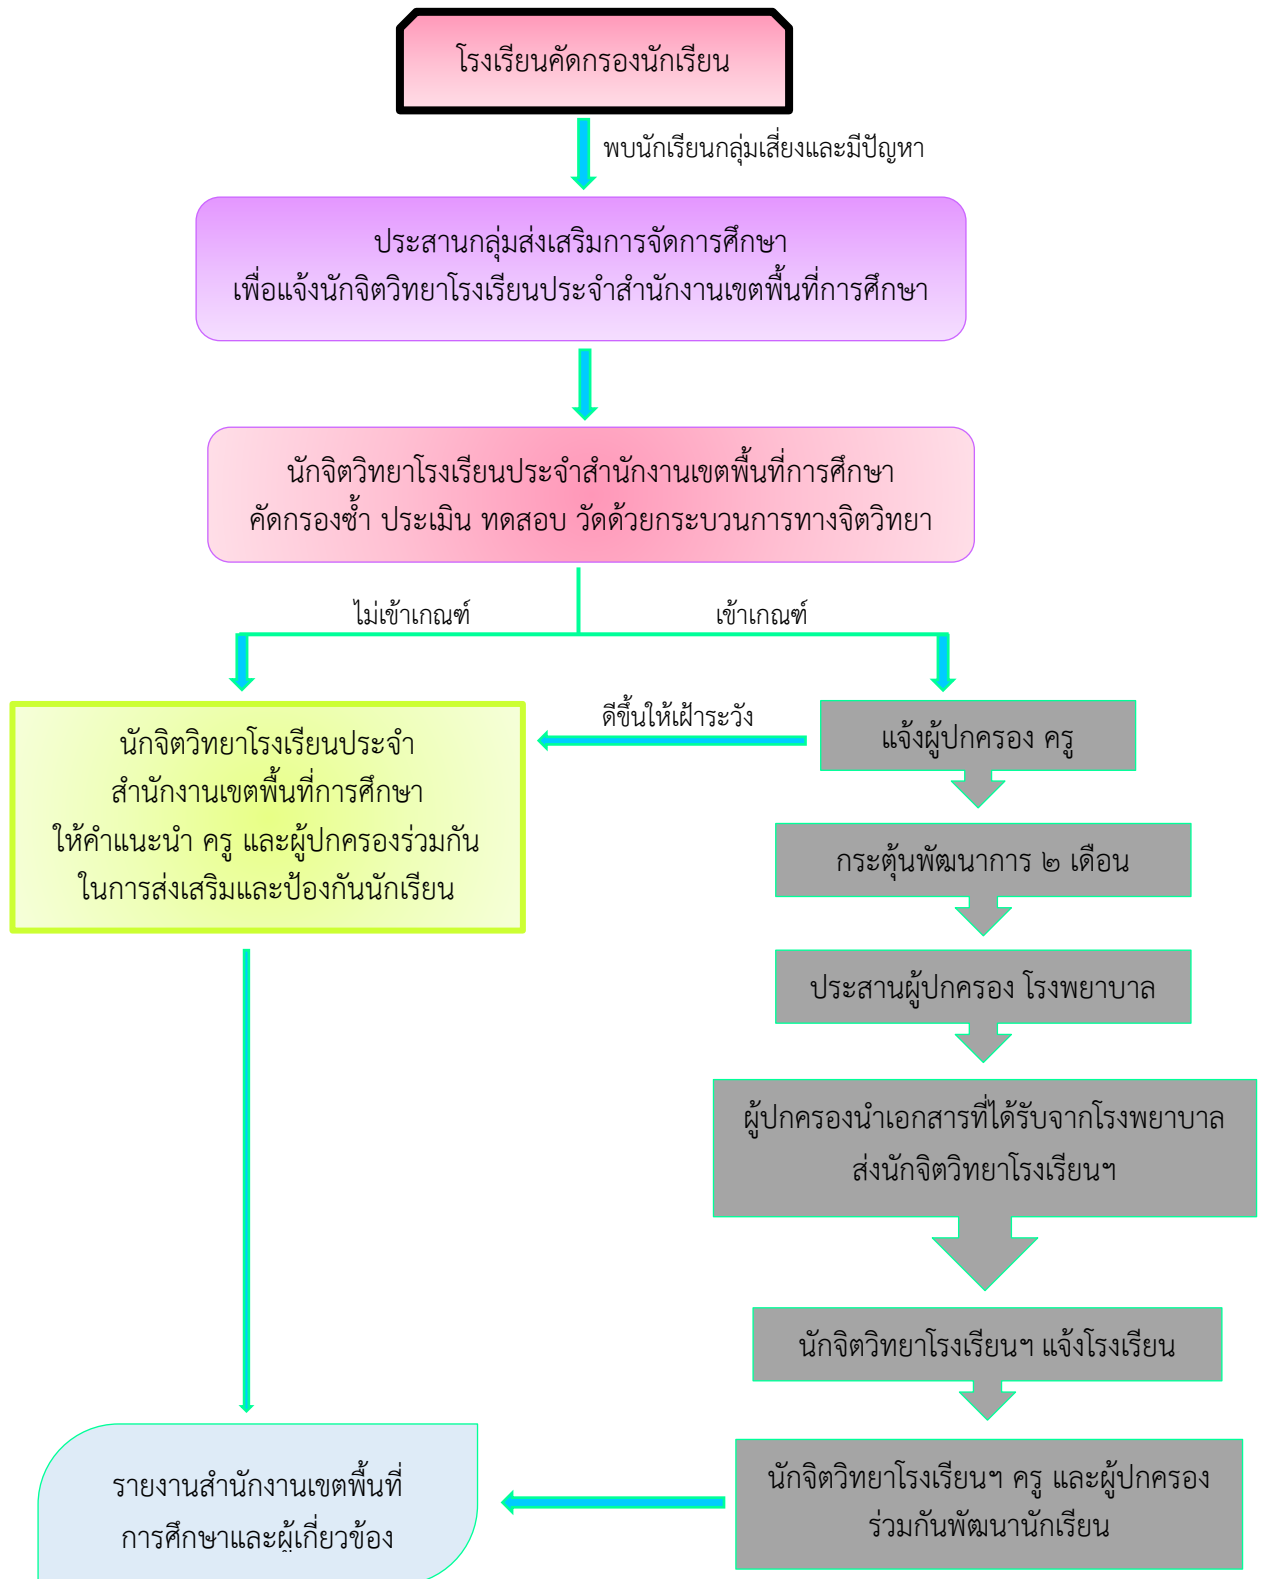 โรงเรียนคัดกรองนักเรียน
พบนักเรียนกลุ่มเสี่ยงและมีปัญหา
ประสานกลุ่มส่งเสริมการจัดการศึกษา
เพื่อแจ้งนักจิตวิทยาโรงเรียนประจำสำนักงานเขตพื้นที่การศึกษา
นักจิตวิทยาโรงเรียนประจำสำนักงานเขตพื้นที่การศึกษา
คัดกรองซ้ำ ประเมิน ทดสอบ วัดด้วยกระบวนการทางจิตวิทยา
ไม่เข้าเกณฑ์
เข้าเกณฑ์
นักจิตวิทยาโรงเรียนประจำ
สำนักงานเขตพื้นที่การศึกษา
ให้คำแนะนำ ครู และผู้ปกครองร่วมกัน
ในการส่งเสริมและป้องกันนักเรียน
ดีขึ้นให้เฝ้าระวัง
แจ้งผู้ปกครอง ครู
กระตุ้นพัฒนาการ ๒ เดือน
ประสานผู้ปกครอง โรงพยาบาล
ผู้ปกครองนำเอกสารที่ได้รับจากโรงพยาบาล
ส่งนักจิตวิทยาโรงเรียนฯ
นักจิตวิทยาโรงเรียนฯ แจ้งโรงเรียน
นักจิตวิทยาโรงเรียนฯ ครู และผู้ปกครอง
ร่วมกันพัฒนานักเรียน
รายงานสำนักงานเขตพื้นที่
การศึกษาและผู้เกี่ยวข้อง